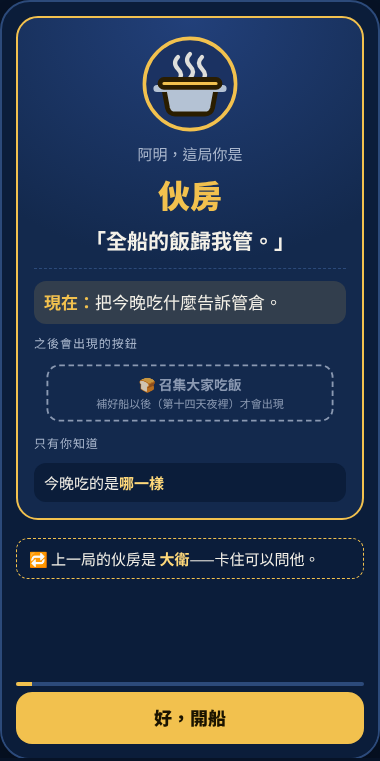 阿明，這局你是
伙房
「全船的飯歸我管。」
現在：把今晚吃什麼告訴管倉。
之後會出現的按鈕
🍞 召集大家吃飯
補好船以後（第十四天夜裡）才會出現
只有你知道
今晚吃的是哪一樣
🔁 上一局的伙房是 大衛——卡住可以問他。
好，開船